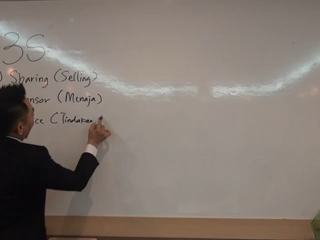 3S
) Sharing (Selling)
nsor (Menaja)
ce (Tindakan